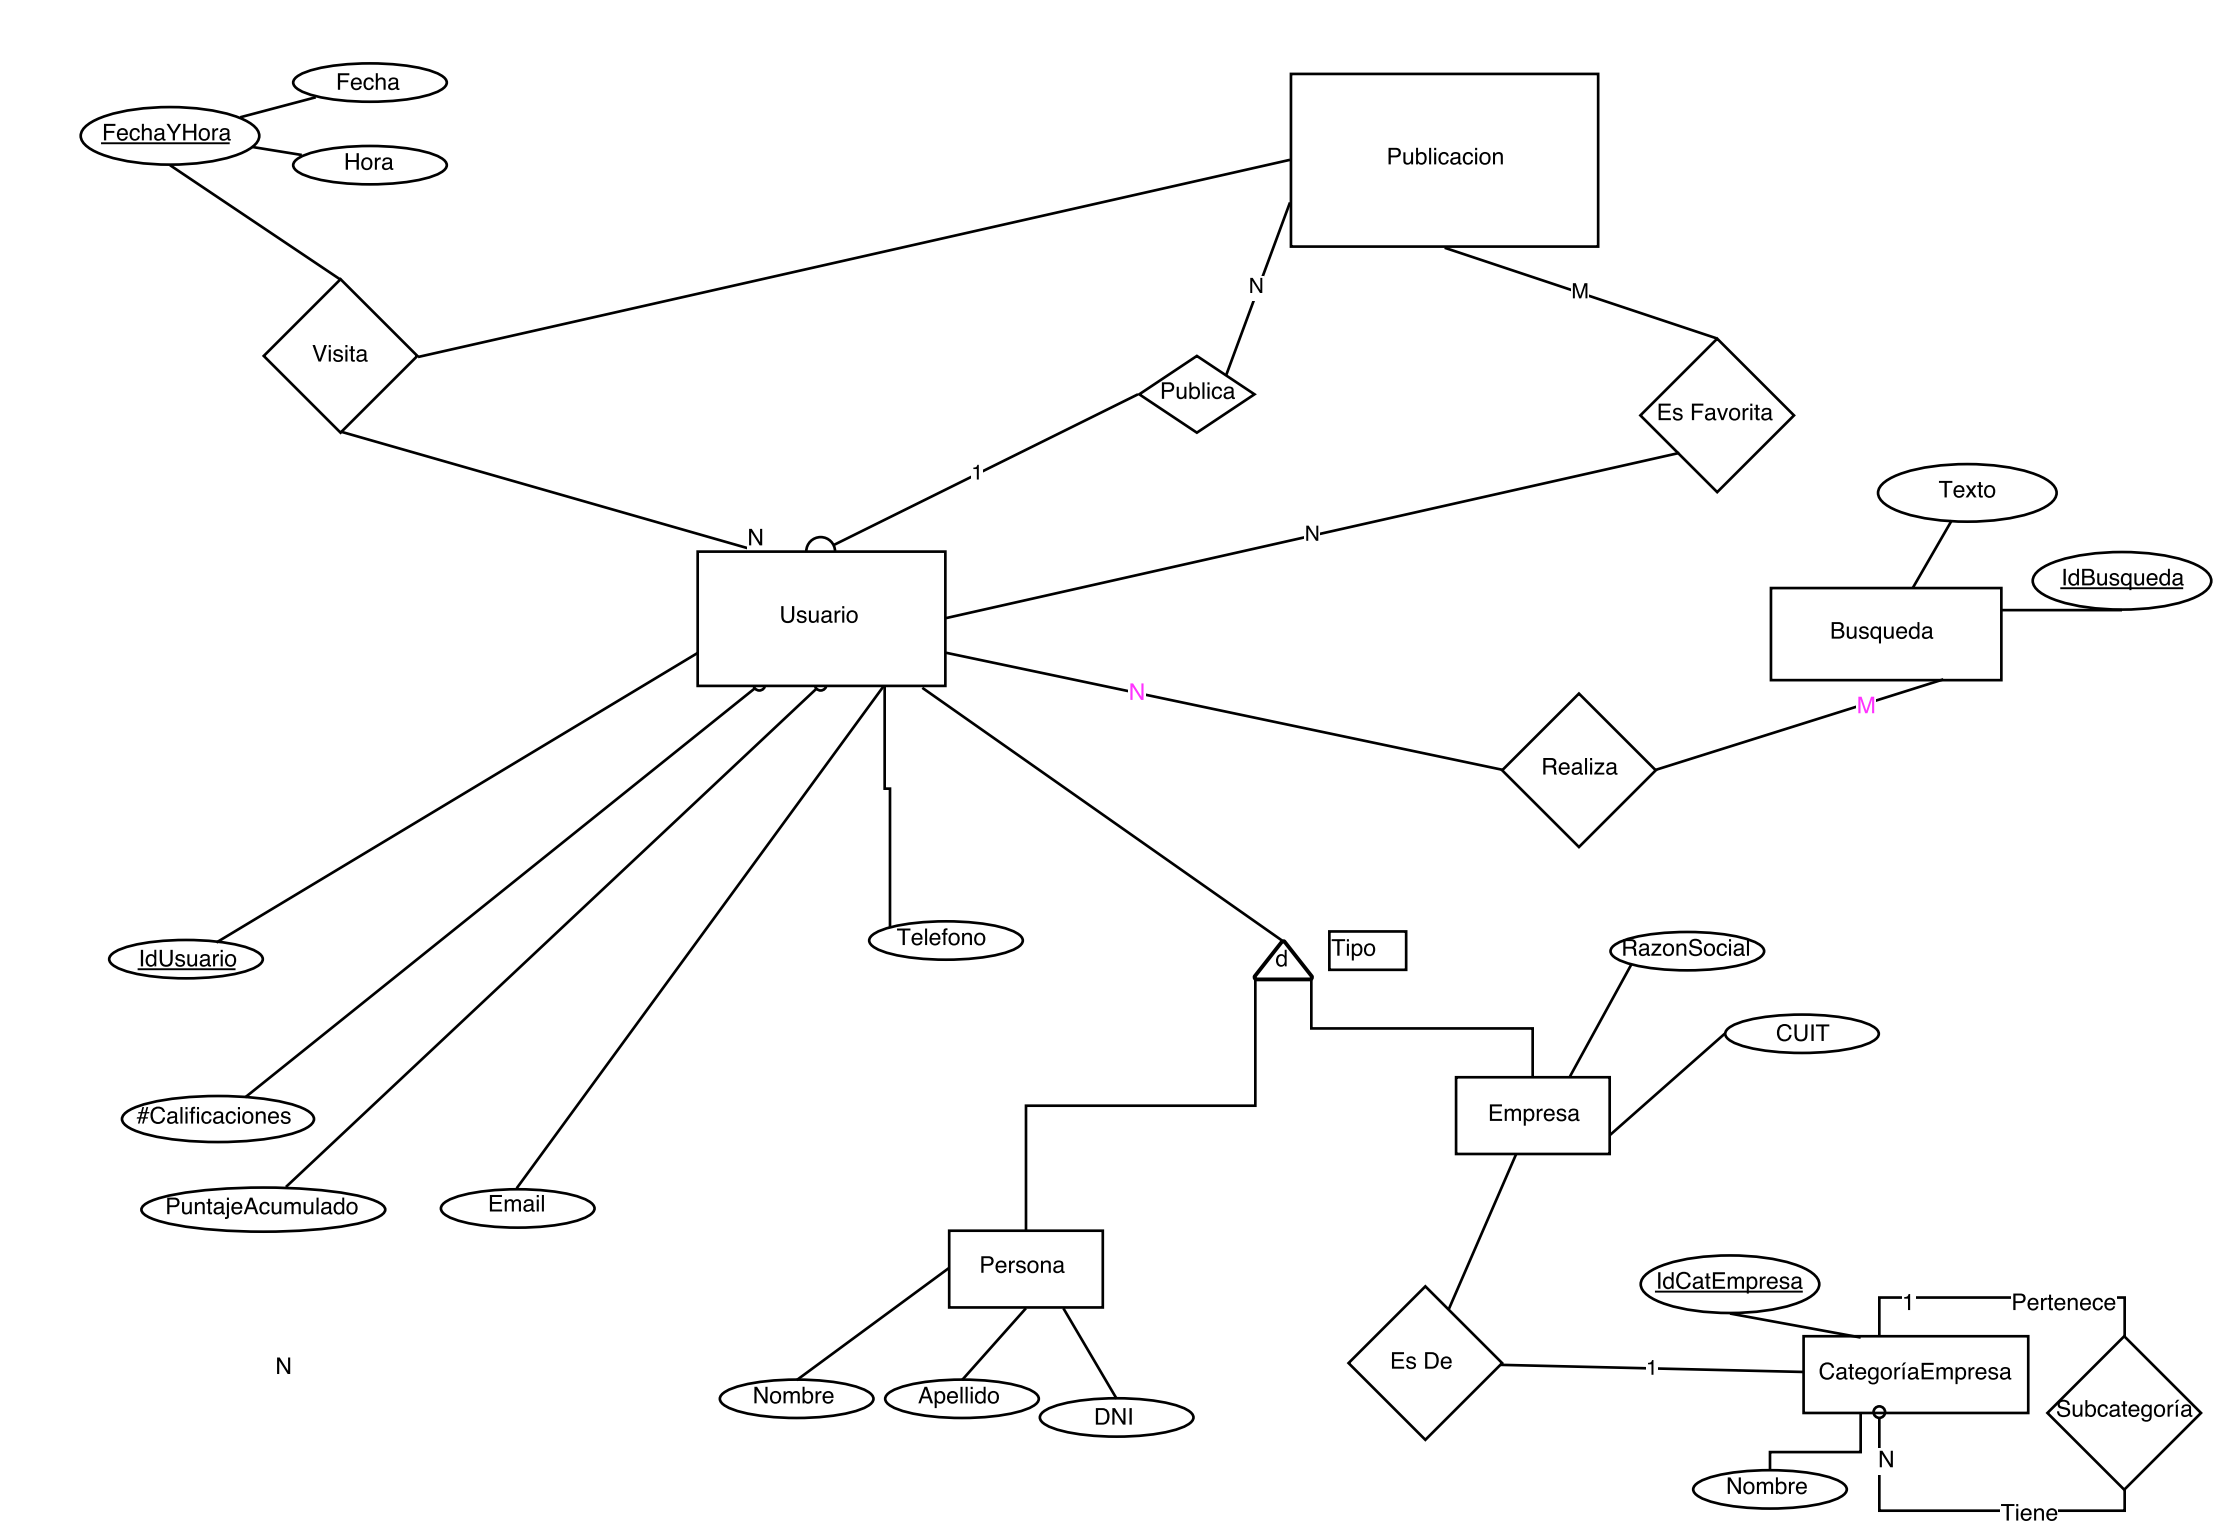 Fecha
FechaYHora
Hora
Publicacion
N
M
Visita
Publica
Es Favorita
1
N
N
Texto
IdBusqueda
Usuario
Busqueda
N
M
Realiza
Telefono
Tipo
d
RazonSocial
IdUsuario
CUIT
#Calificaciones
Empresa
PuntajeAcumulado
Email
Persona
IdCatEmpresa
1
Pertenece
N
Es De
1
CategoríaEmpresa
Nombre
Apellido
DNI
Subcategoría
N
Nombre
Tiene